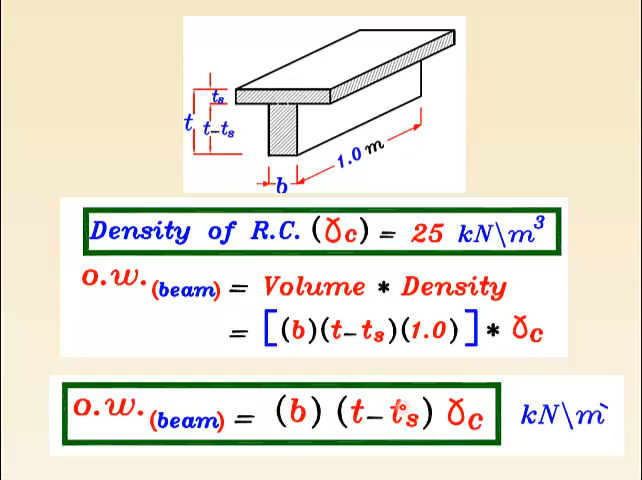 ts
t
t-ts
b
1.0 m
Density of R.C. (γc) = 25 kN\m³
o.w. (beam) = Volume * Density
= [(b)(t-ts)(1.0)] * γc
o.w. (beam) = (b) (t-ts) γc kN\m`